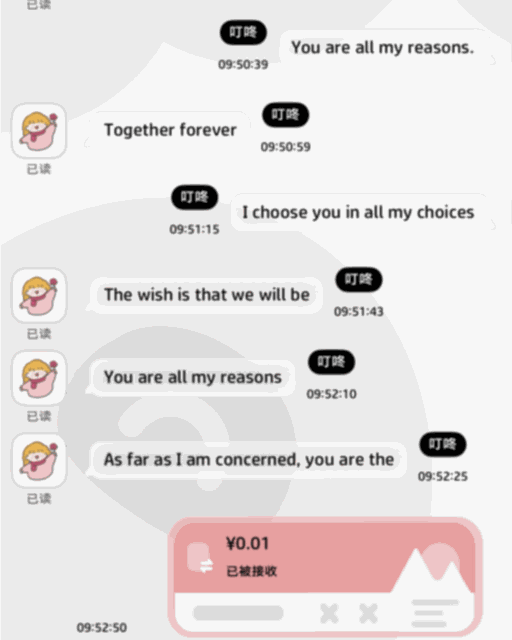 已读
叮咚
You are all my reasons.
09:50:39
叮咚
Together forever
09:50:59
已读
叮咚
I choose you in all my choices
09:51:15
叮咚
The wish is that we will be
09:51:43
已读
叮咚
You are all my reasons
09:52:10
已读
叮咚
As far as I am concerned, you are the
09:52:25
已读
¥0.01
已被接收
09:52:50